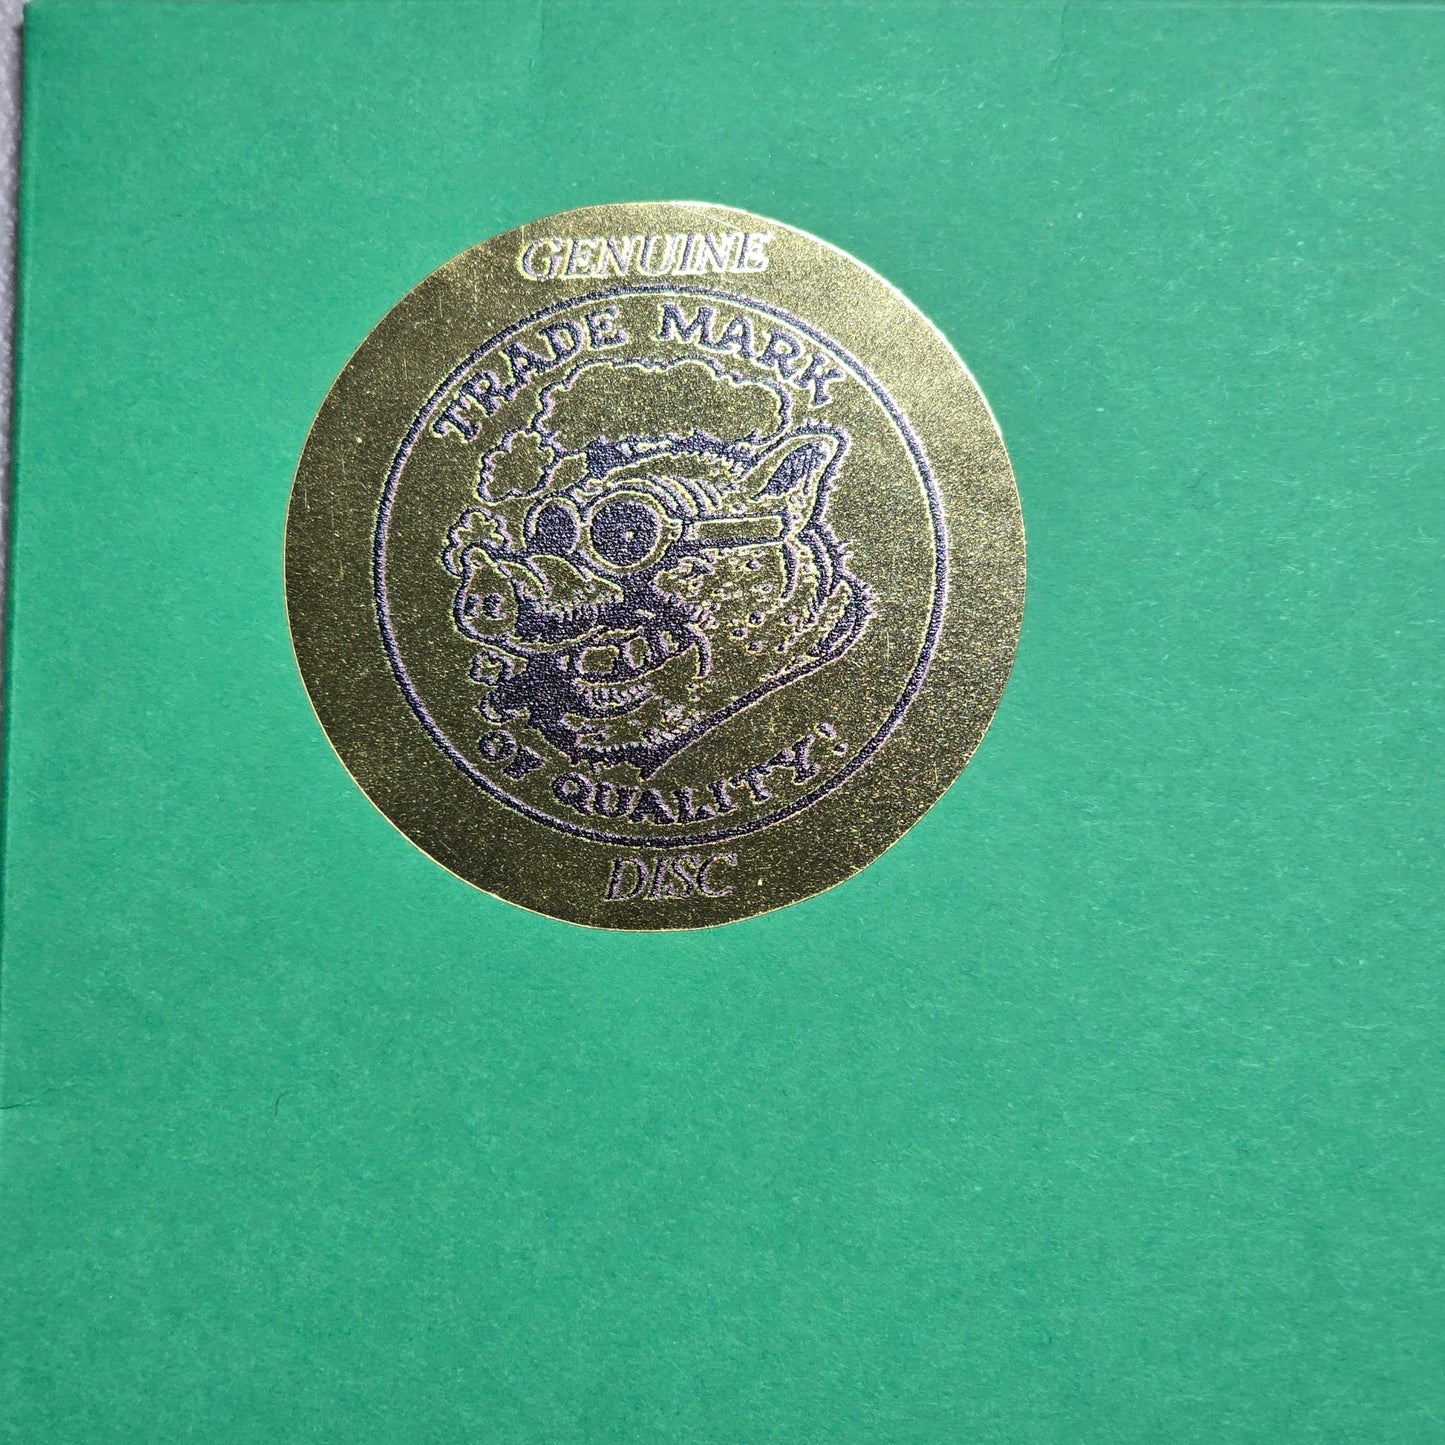 GENUINE
TRADE MARK
OF QUALITY!
DISC